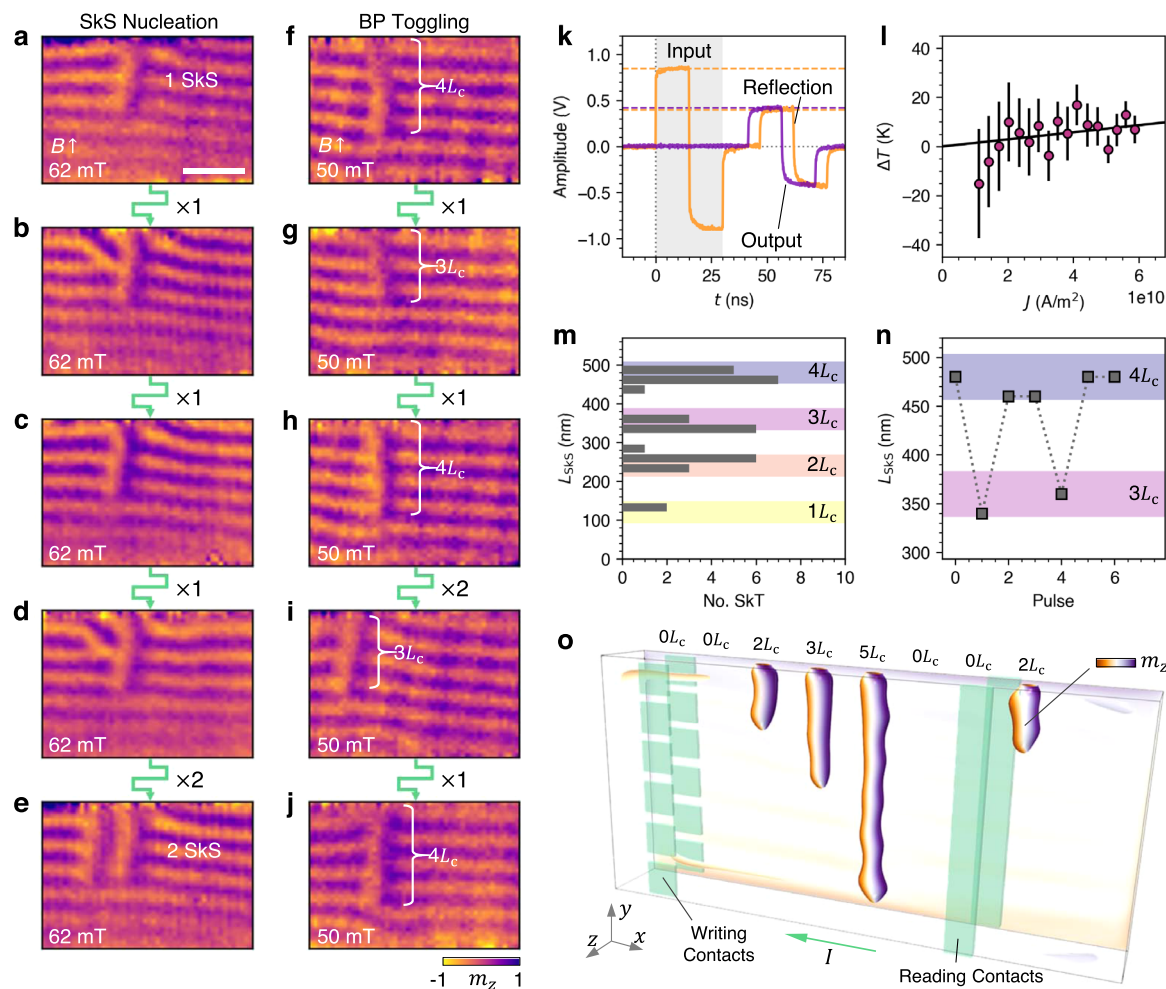 SkS Nucleation
BP Toggling
a
1 SkS
B↑
62 mT
×1
b
62 mT
×1
c
62 mT
×1
d
62 mT
×2
e
2 SkS
62 mT
f
4Lc
B↑
50 mT
×1
g
3Lc
50 mT
×1
h
4Lc
50 mT
×2
i
3Lc
50 mT
×1
j
4Lc
50 mT
-1 mz 1
k
Input
Reflection
Output
Amplitude (V)
1.0
0.5
0.0
−0.5
−1.0
0 25 50 75
t (ns)
l
ΔT (K)
40
20
0
−20
−40
0 2 4 6
J (A/m²) 1e10
m
LSkS (nm)
500
400
300
200
100
0
4Lc
3Lc
2Lc
1Lc
0 2 4 6 8 10
No. SkT
n
LSkS (nm)
500
450
400
350
300
4Lc
3Lc
0 2 4 6
Pulse
o
0Lc 0Lc 2Lc 3Lc 5Lc 0Lc 0Lc 2Lc
mz
y
z x
Writing
Contacts
I
Reading Contacts